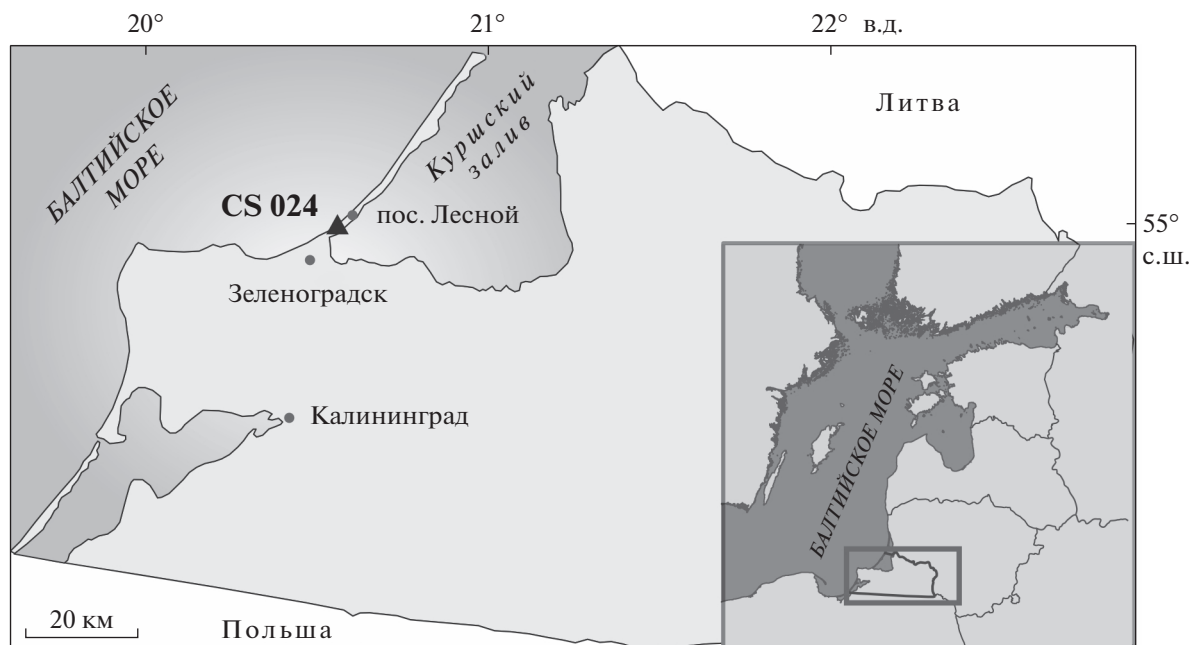 20°
21°
22° в.д.
БАЛТИЙСКОЕ
МОРЕ
Куршский
залив
Литва
CS 024
пос. Лесной
55°
с.ш.
Зеленоградск
Калининград
БАЛТИЙСКОЕ МОРЕ
20 км
Польша